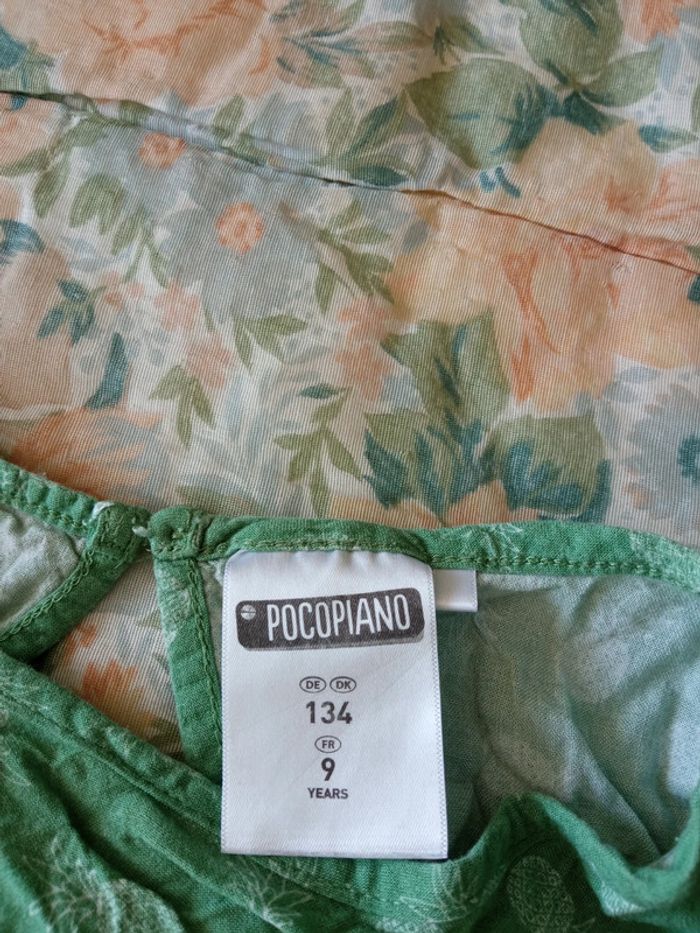 POCOPIANO
DE DK
134
FR
9
YEARS